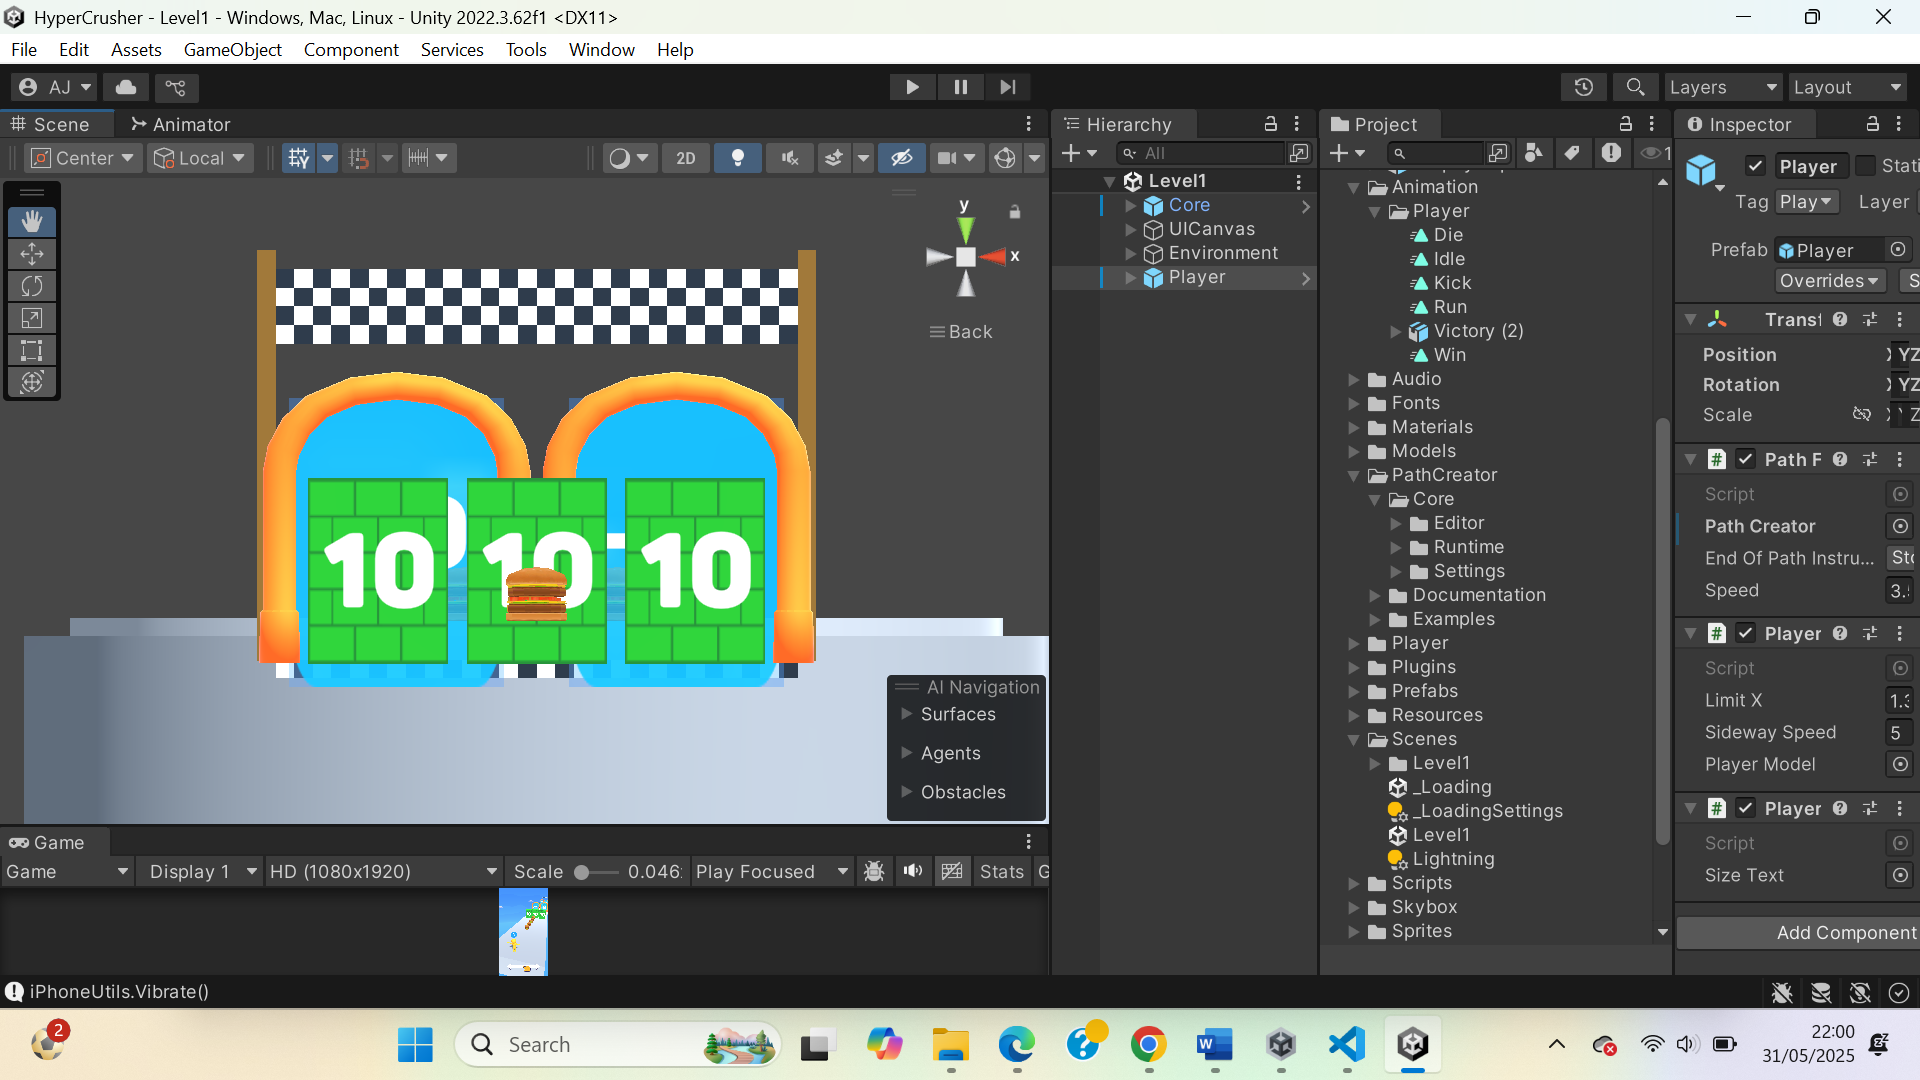 HyperCrusher - Level1 - Windows, Mac, Linux - Unity 2022.3.62f1 <DX11>
File Edit Assets GameObject Component Services Tools Window Help
AJ Layers Layout
Scene Animator
Center Local 2D
y
x
Back
10 10 10
AI Navigation
Surfaces
Agents
Obstacles
Game
Game Display 1 HD (1080x1920) Scale 0.046 Play Focused Stats G
iPhoneUtils.Vibrate()
Hierarchy
All
Level1
Core
UICanvas
Environment
Player
Project
1
Animation
Player
Die
Idle
Kick
Run
Victory (2)
Win
Audio
Fonts
Materials
Models
PathCreator
Core
Editor
Runtime
Settings
Documentation
Examples
Player
Plugins
Prefabs
Resources
Scenes
Level1
_Loading
_LoadingSettings
Level1
Lightning
Scripts
Skybox
Sprites
Inspector
Player Stati
Tag Play Layer
Prefab Player
Overrides S
Transf
Position X YZ
Rotation X YZ
Scale
Path F
Script
Path Creator
End Of Path Instru... Sto
Speed 3.
Player
Script
Limit X 1.3
Sideway Speed 5
Player Model
Player
Script
Size Text
Add Component
2
Search
22:00
31/05/2025